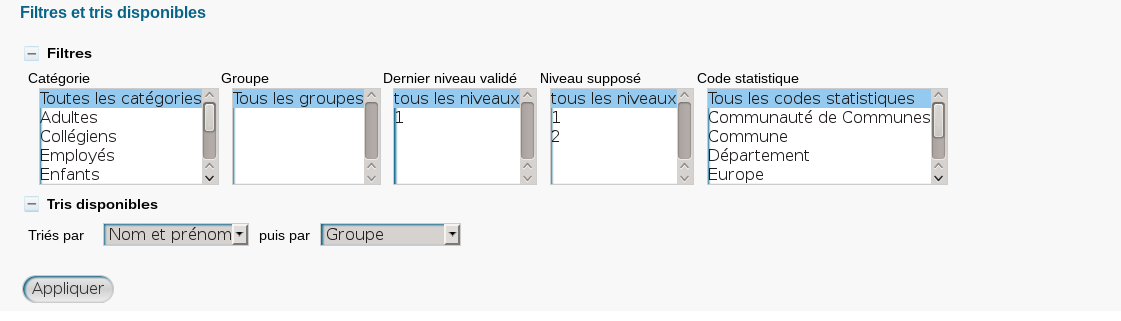 Filtres et tris disponibles
Filtres
Catégorie Groupe Dernier niveau validé Niveau supposé Code statistique
Toutes les catégories Tous les groupes tous les niveaux tous les niveaux Tous les codes statistiques
Adultes 1 1 Communauté de Communes
Collégiens 2 Commune
Employés Département
Enfants Europe
Tris disponibles
Triés par Nom et prénom puis par Groupe
Appliquer